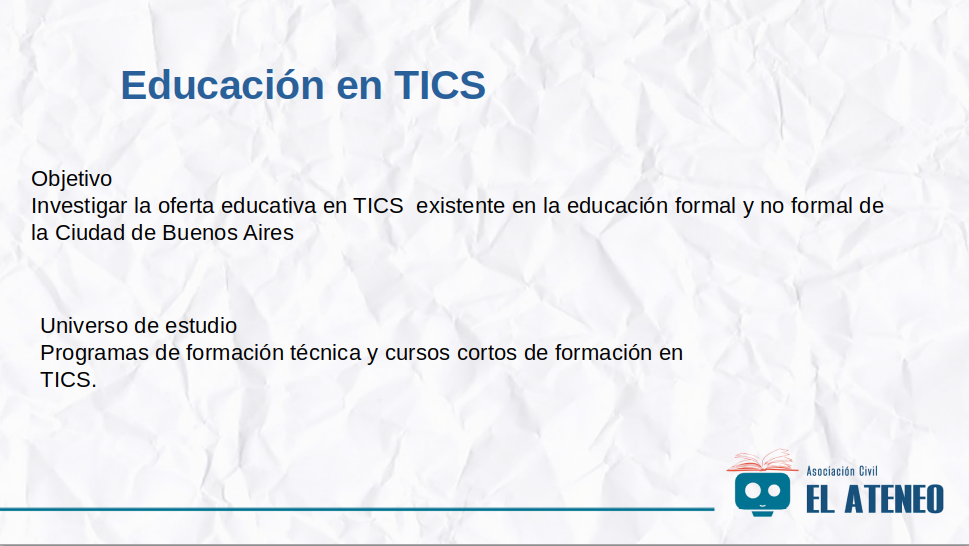 Educación en TICS
Objetivo
Investigar la oferta educativa en TICS  existente en la educación formal y no formal de
la Ciudad de Buenos Aires
Universo de estudio
Programas de formación técnica y cursos cortos de formación en
TICS.
Asociación Civil
EL ATENEO